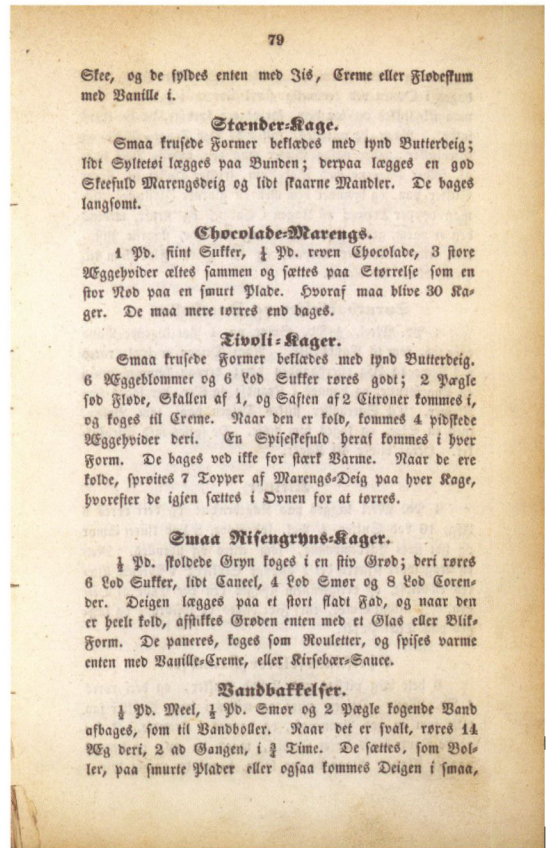 79
Skee, og de fyldes enten med Iis, Creme eller Flødeskum
med Vanille i.
Stænder-Kage.
Smaa krusede Former beklædes med tynd Butterdeig;
lidt Syltetøi lægges paa Bunden; derpaa lægges en god
Skeefuld Marengsdeig og lidt skaarne Mandler. De bages
langsomt.
Chocolade-Marengs.
1 Pd. fiint Sukker, ¼ Pd. reven Chocolade, 3 store
Æggehvider æltes sammen og sættes paa Størrelse som en
stor Nød paa en smurt Plade. Hvoraf maa blive 30 Ka-
ger. De maa mere tørres end bages.
Tivoli-Kager.
Smaa krusede Former beklædes med tynd Butterdeig.
6 Æggeblommer og 6 Lod Sukker røres godt; 2 Pægle
sød Fløde, Skallen af 1, og Saften af 2 Citroner kommes i,
og koges til Creme. Naar den er kold, kommes 4 pidskede
Æggehvider deri. En Spiseskefuld heraf kommes i hver
Form. De bages ved ikke for stærk Varme. Naar de ere
kolde, sprøites 7 Topper af Marengs-Deig paa hver Kage,
hvorefter de igjen sættes i Ovnen for at tørres.
Smaa Risengryns-Kager.
½ Pd. skoldede Gryn koges i en stiv Grød; deri røres
6 Lod Sukker, lidt Caneel, 4 Lod Smør og 8 Lod Coren-
der. Deigen lægges paa et stort fladt Fad, og naar den
er heelt kold, afstikkes Grøden enten med et Glas eller Blik-
Form. De paneres, koges som Rouletter, og spises varme
enten med Vanille-Creme, eller Kirsebær-Sauce.
Vandbakkelser.
½ Pd. Meel, ½ Pd. Smør og 2 Pægle kogende Vand
afbages, som til Vandboller. Naar det er svalt, røres 14
Æg deri, 2 ad Gangen, i ¾ Time. De sættes, som Bol-
ler, paa smurte Plader eller ogsaa kommes Deigen i smaa,